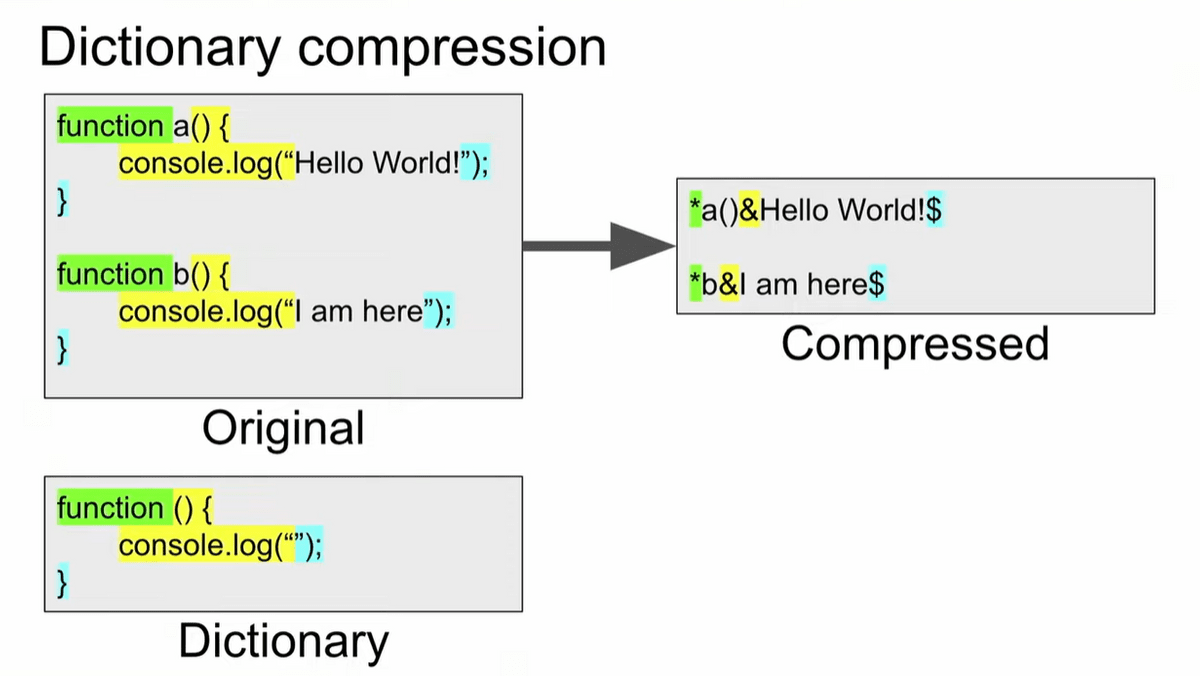 Dictionary compression
function a() {
console.log(“Hello World!”);
}
function b() {
console.log(“I am here”);
}
Original
function () {
console.log(“”);
}
Dictionary
*a()&Hello World!$
*b&I am here$
Compressed